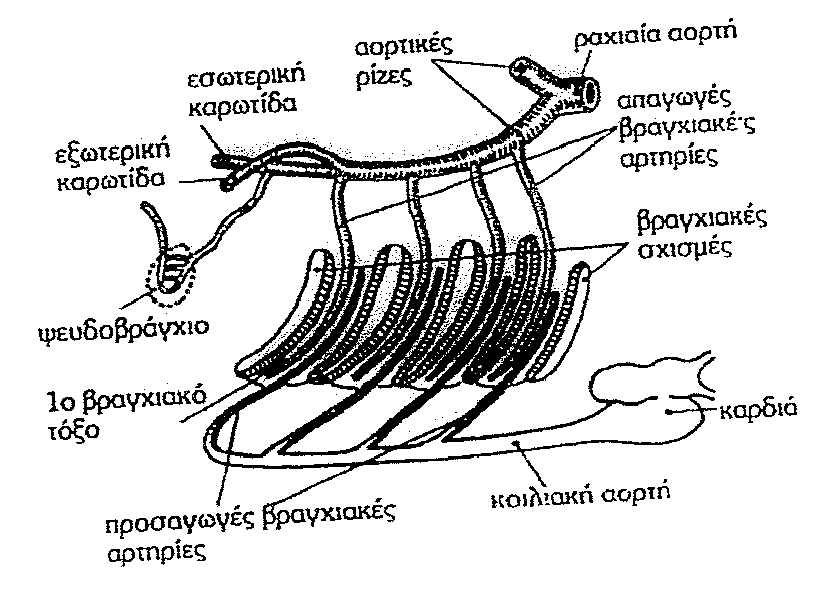 αορτικές
ρίζες
ραχιαία αορτή
εσωτερική
καρωτίδα
απαγωγές
βραγχιακές
αρτηρίες
εξωτερική
καρωτίδα
βραγχιακές
σχισμές
ψευδοβράγχιο
1ο βραγχιακό
τόξο
καρδιά
κοιλιακή αορτή
προσαγωγές βραγχιακές
αρτηρίες